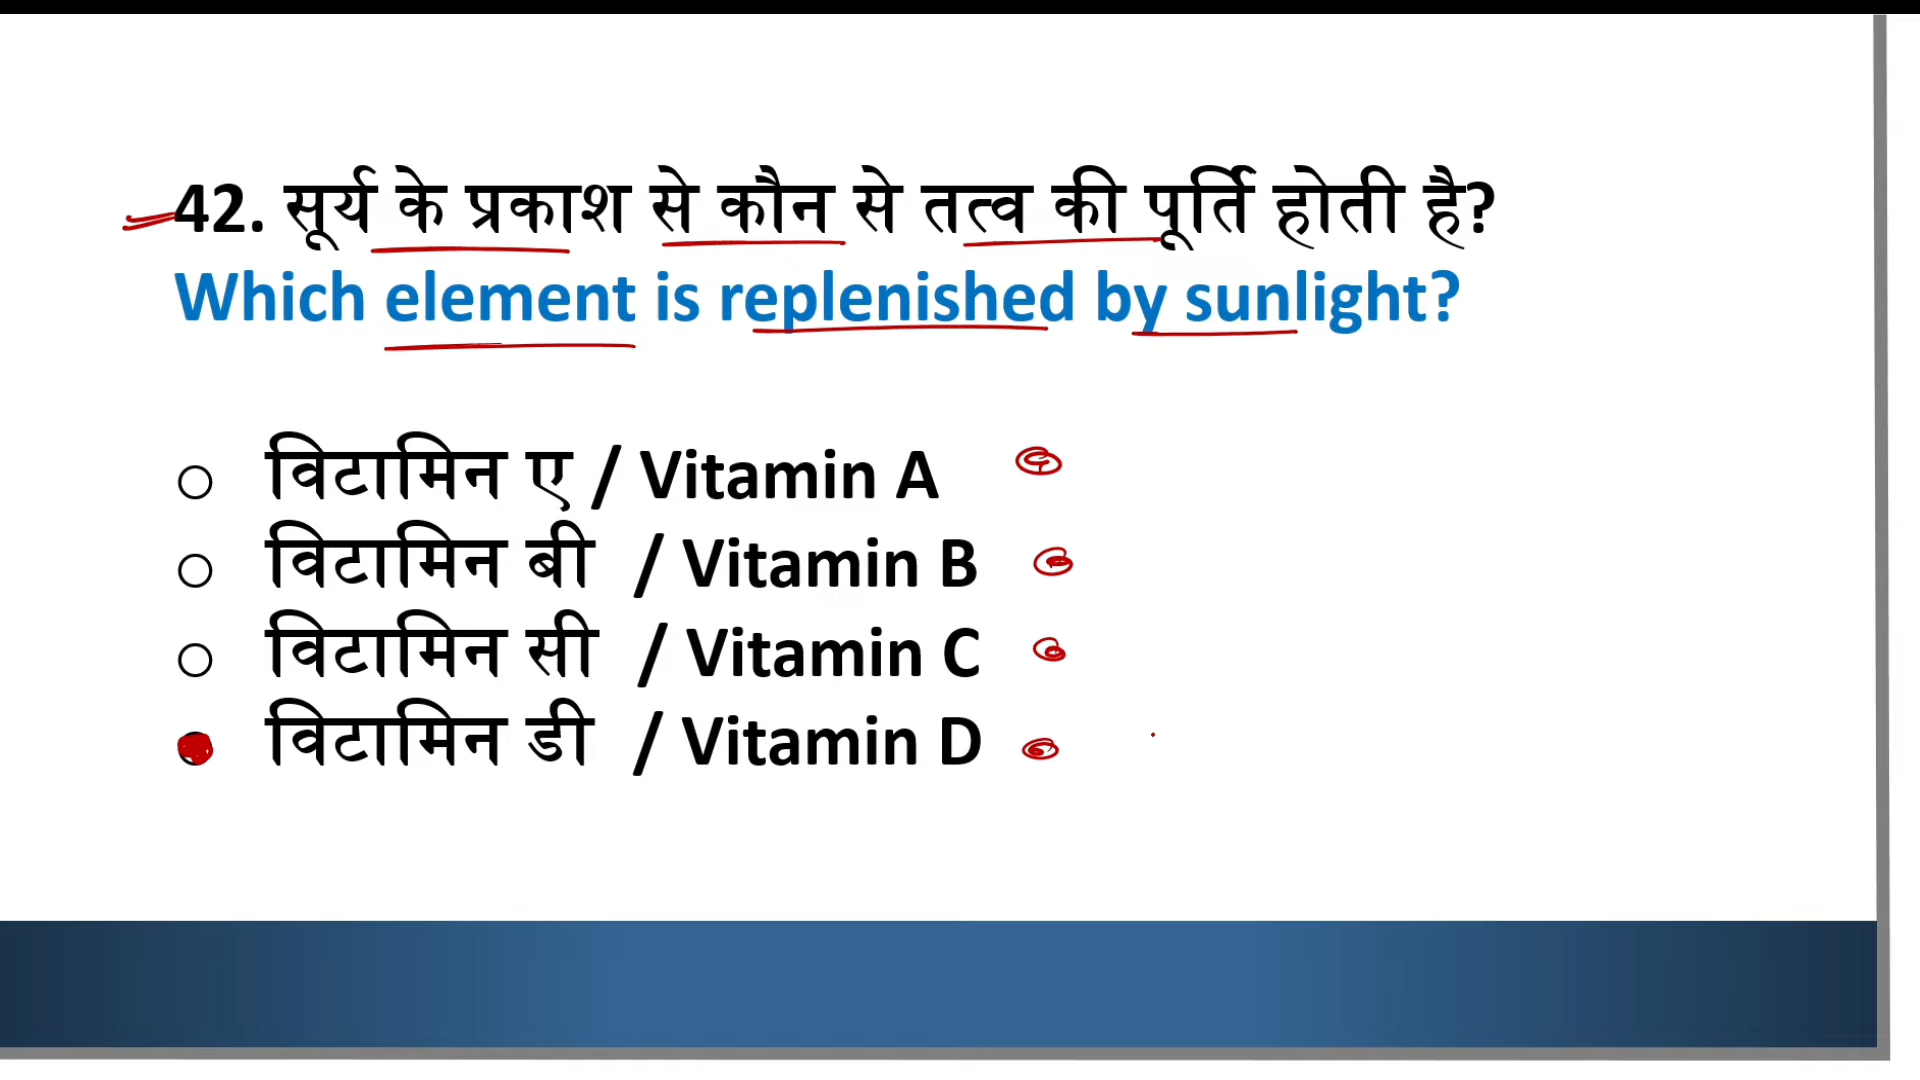 42. सूर्य के प्रकाश से कौन से तत्व की पूर्ति होती है?
Which element is replenished by sunlight?
विटामिन ए / Vitamin A
विटामिन बी / Vitamin B
विटामिन सी / Vitamin C
विटामिन डी / Vitamin D